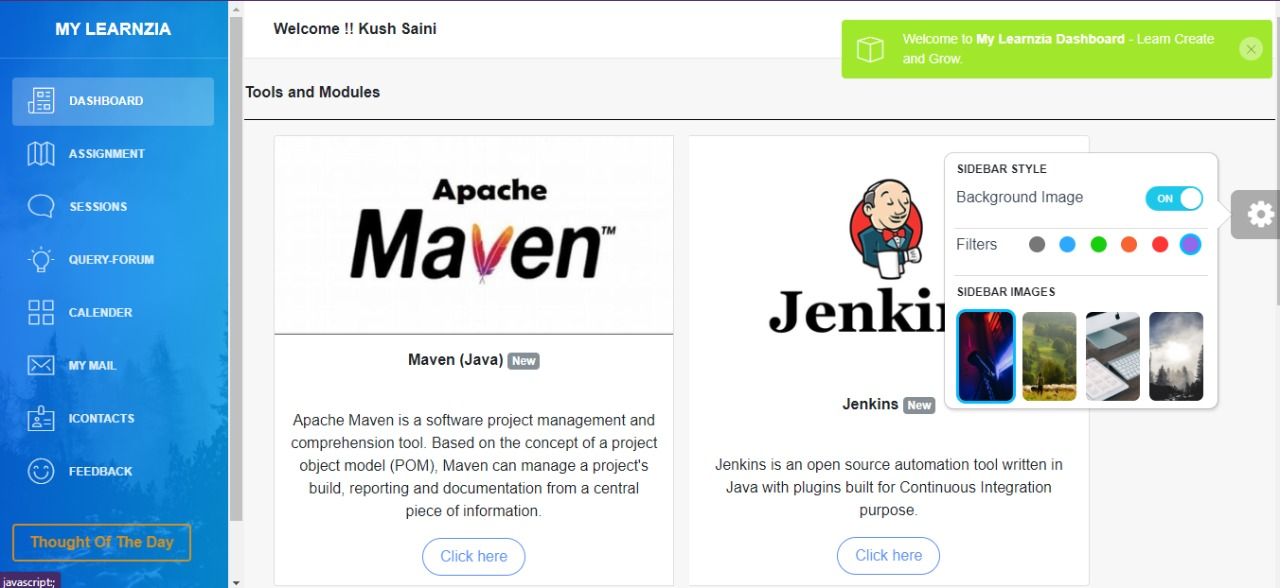 MY LEARNZIA
DASHBOARD
ASSIGNMENT
SESSIONS
QUERY-FORUM
CALENDER
MY MAIL
ICONTACTS
FEEDBACK
Thought Of The Day
javascript:;
Welcome !! Kush Saini
Welcome to My Learnzia Dashboard - Learn Create
and Grow.
Tools and Modules
Apache
Maven™
Maven (Java) New
Apache Maven is a software project management and
comprehension tool. Based on the concept of a project
object model (POM), Maven can manage a project's
build, reporting and documentation from a central
piece of information.
Click here
Jenkin
Jenkins New
Jenkins is an open source automation tool written in
Java with plugins built for Continuous Integration
purpose.
Click here
SIDEBAR STYLE
Background Image ON
Filters
SIDEBAR IMAGES